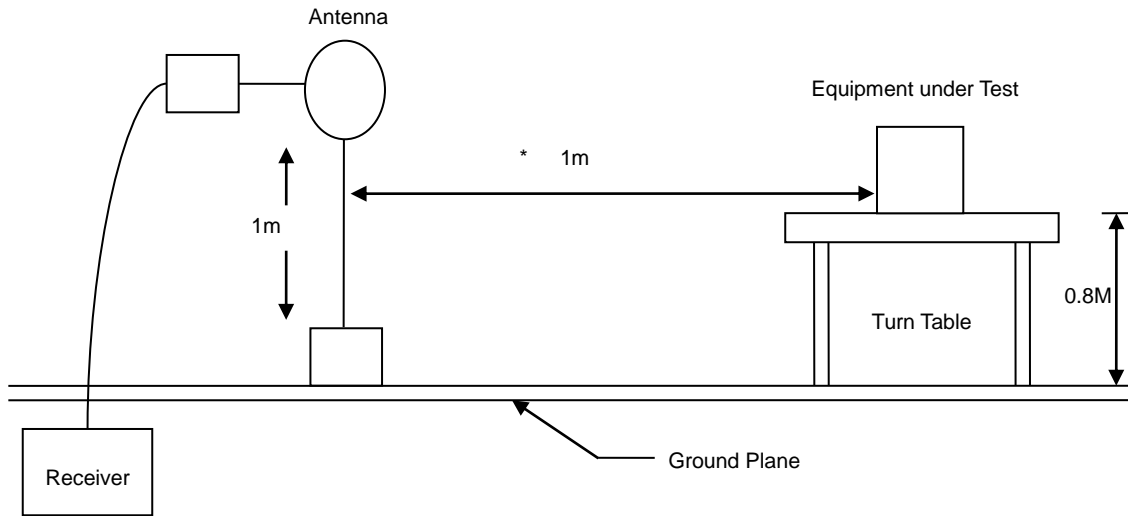 Antenna
Equipment under Test
* 1m
1m
0.8M
Turn Table
Ground Plane
Receiver